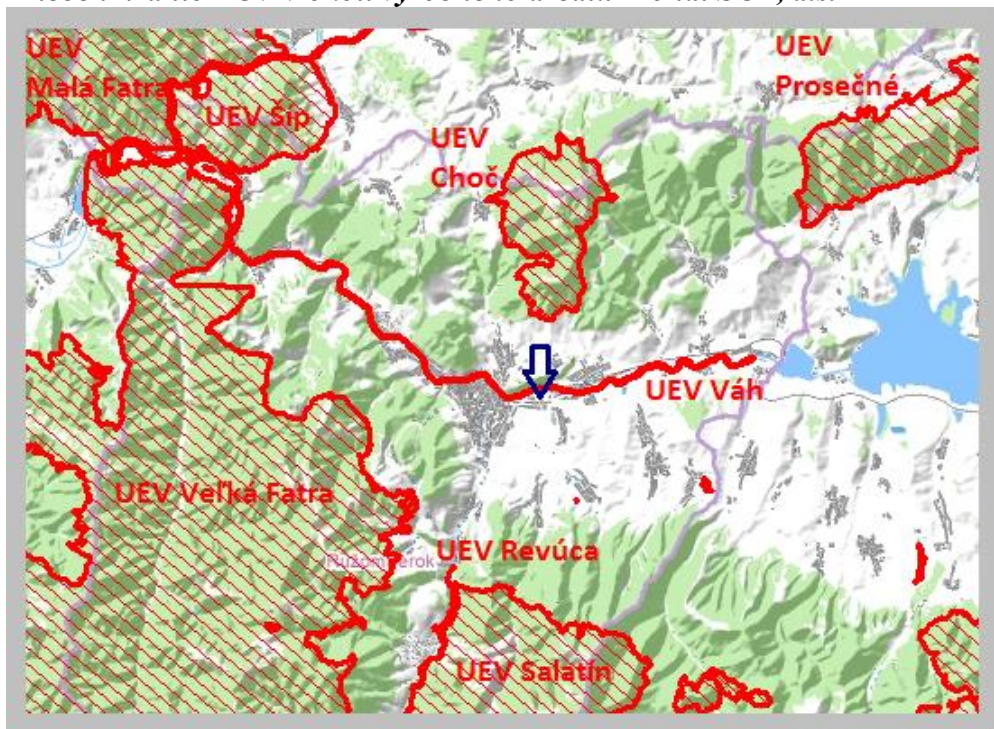 UEV
Malá Fatra
UEV Šíp
UEV
Choč
UEV
Prosečné
UEV Váh
UEV Veľká Fatra
UEV Revúca
UEV Salatín